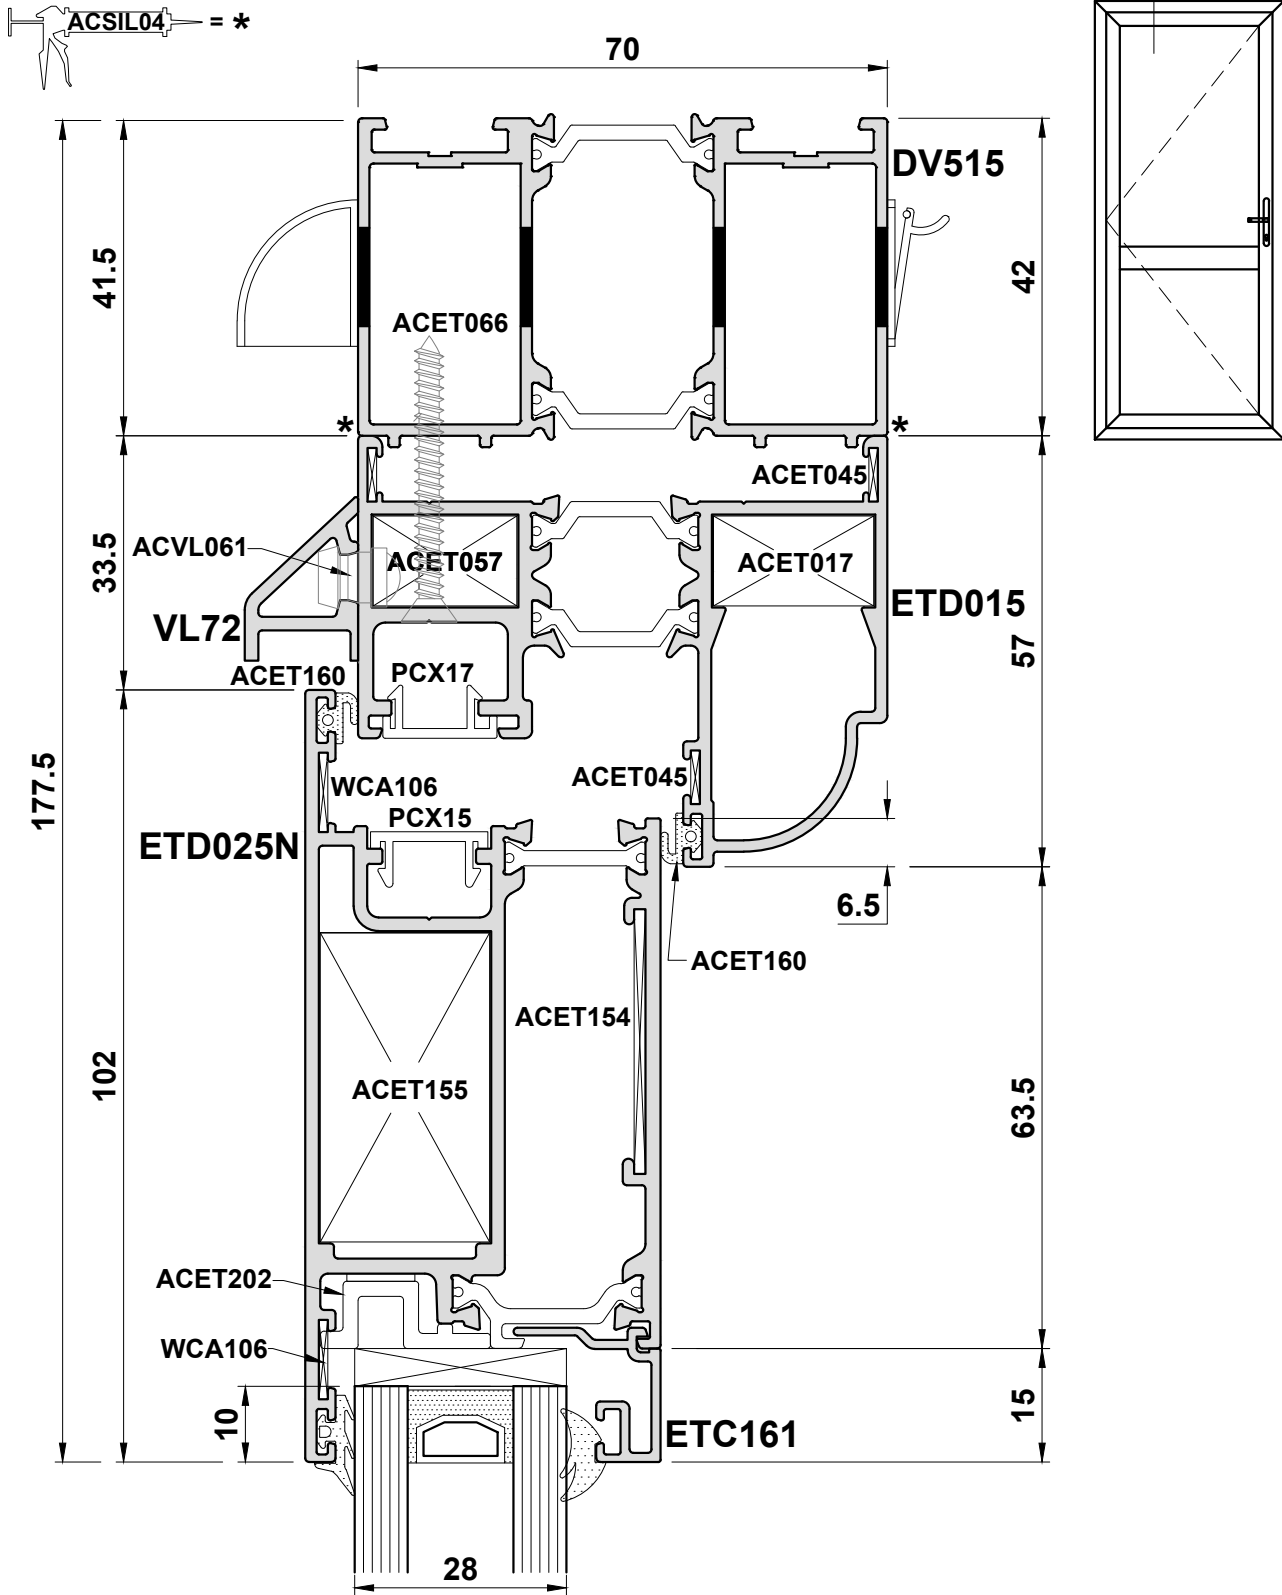 ACSIL04 = *
70
DV515
41.5
42
ACET066
*
*
ACET045
ACVL061
33.5
ACET057
ACET017
ETD015
VL72
57
ACET160
PCX17
177.5
WCA106
ACET045
PCX15
ETD025N
6.5
ACET160
ACET154
102
ACET155
63.5
ACET202
WCA106
10
15
ETC161
28